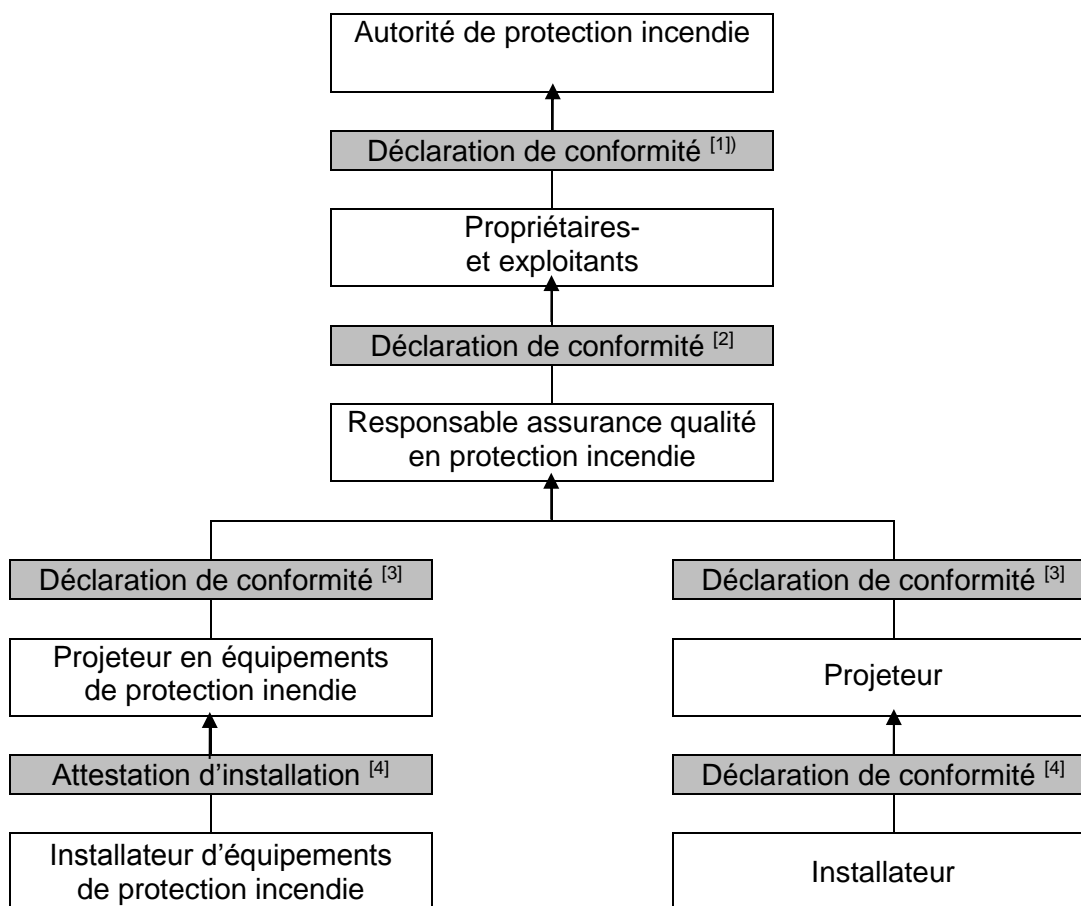 Autorité de protection incendie
Déclaration de conformité [1])
Propriétaires-
et exploitants
Déclaration de conformité [2]
Responsable assurance qualité
en protection incendie
Déclaration de conformité [3]
Déclaration de conformité [3]
Projeteur en équipements
de protection inendie
Projeteur
Attestation d’installation [4]
Déclaration de conformité [4]
Installateur d’équipements
de protection incendie
Installateur